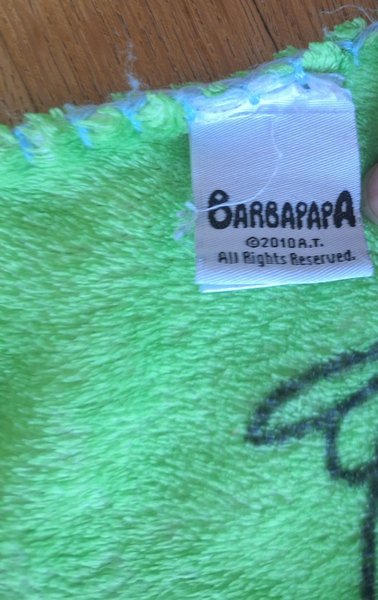 BARBAPAPA
©2010 A.T.
All Rights Reserved.